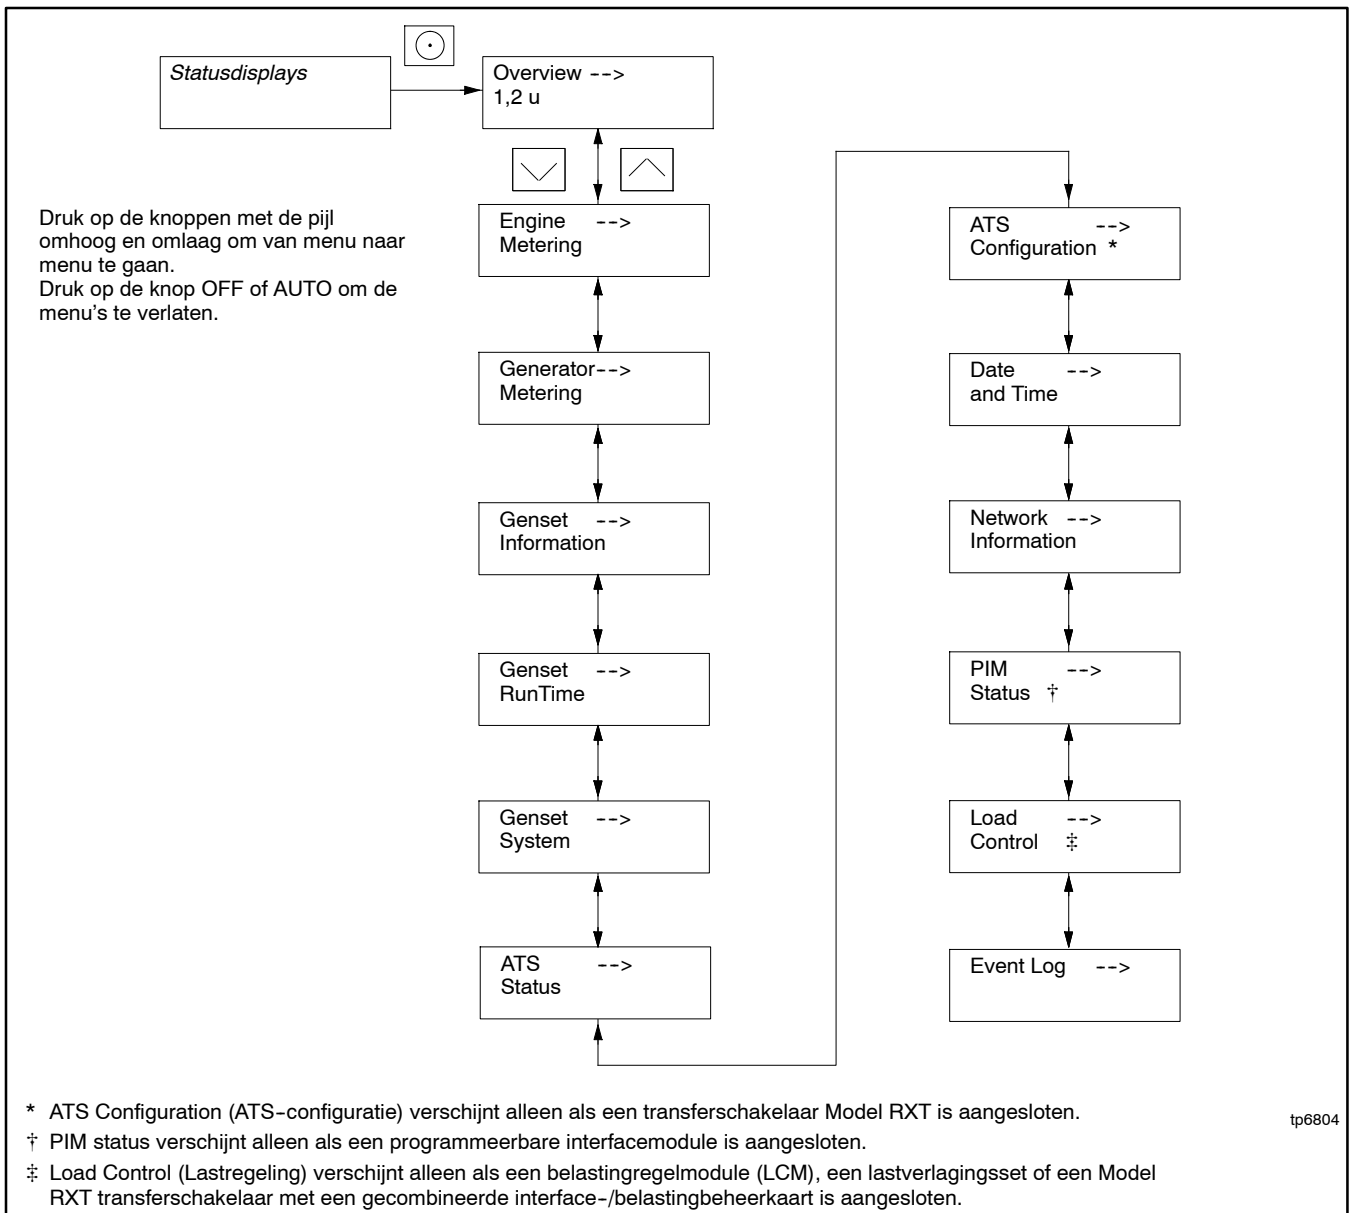 Statusdisplays
Overview -->
1,2 u
Druk op de knoppen met de pijl
omhoog en omlaag om van menu naar
menu te gaan.
Druk op de knop OFF of AUTO om de
menu's te verlaten.
Engine -->
Metering
Generator-->
Metering
Genset -->
Information
Genset -->
RunTime
Genset -->
System
ATS -->
Status
ATS -->
Configuration *
Date -->
and Time
Network -->
Information
PIM -->
Status †
Load -->
Control ‡
Event Log -->
* ATS Configuration (ATS-configuratie) verschijnt alleen als een transferschakelaar Model RXT is aangesloten.
† PIM status verschijnt alleen als een programmeerbare interfacemodule is aangesloten.
‡ Load Control (Lastregeling) verschijnt alleen als een belastingregelmodule (LCM), een lastverlagingsset of een Model
RXT transferschakelaar met een gecombineerde interface-/belastingbeheerkaart is aangesloten.
tp6804